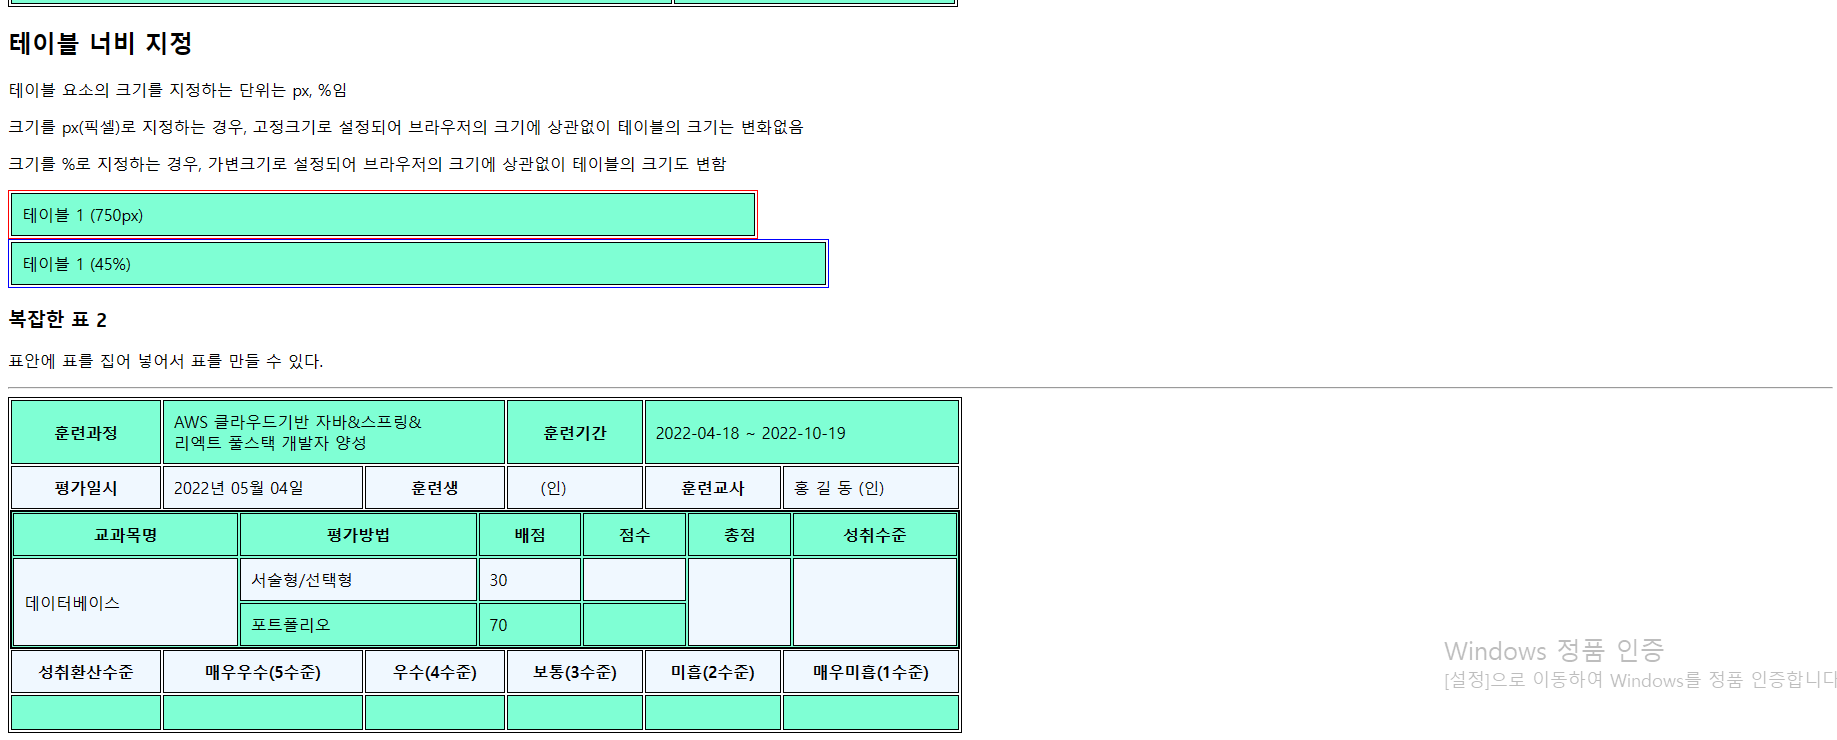 테이블 너비 지정
테이블 요소의 크기를 지정하는 단위는 px, %임
크기를 px(픽셀)로 지정하는 경우, 고정크기로 설정되어 브라우저의 크기에 상관없이 테이블의 크기는 변화없음
크기를 %로 지정하는 경우, 가변크기로 설정되어 브라우저의 크기에 상관없이 테이블의 크기도 변함
테이블 1 (750px)
테이블 1 (45%)
복잡한 표 2
표안에 표를 집어 넣어서 표를 만들 수 있다.
훈련과정 AWS 클라우드기반 자바&스프링& 훈련기간 2022-04-18 ~ 2022-10-19
리엑트 풀스택 개발자 양성
평가일시 2022년 05월 04일 훈련생 (인) 훈련교사 홍 길 동 (인)
교과목명 평가방법 배점 점수 총점 성취수준
데이터베이스 서술형/선택형 30
포트폴리오 70
성취환산수준 매우우수(5수준) 우수(4수준) 보통(3수준) 미흡(2수준) 매우미흡(1수준)
Windows 정품 인증
[설정]으로 이동하여 Windows를 정품 인증합니다